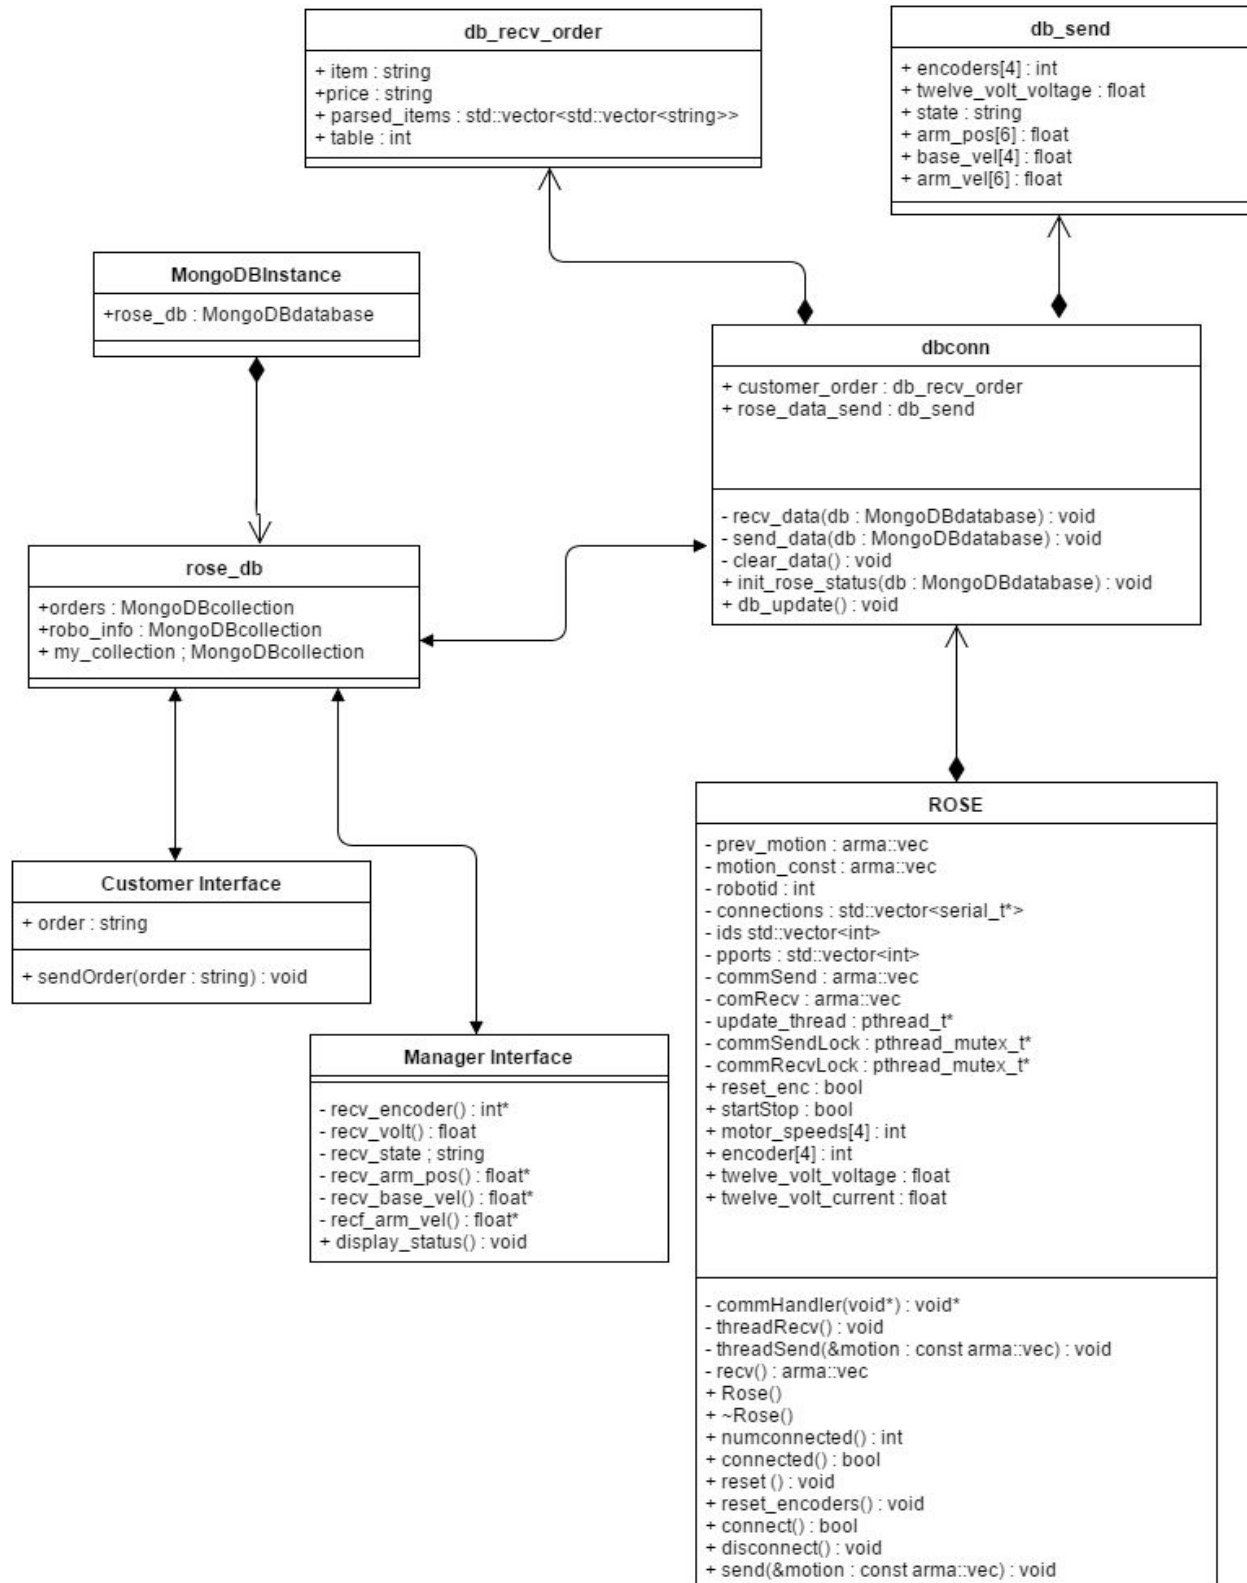 db_recv_order
+ item : string
+price : string
+ parsed_items : std::vector<std::vector<string>>
+ table : int
db_send
+ encoders[4] : int
+ twelve_volt_voltage : float
+ state : string
+ arm_pos[6] : float
+ base_vel[4] : float
+ arm_vel[6] : float
MongoDBInstance
+rose_db : MongoDBdatabase
dbconn
+ customer_order : db_recv_order
+ rose_data_send : db_send
- recv_data(db : MongoDBdatabase) : void
- send_data(db : MongoDBdatabase) : void
- clear_data() : void
+ init_rose_status(db : MongoDBdatabase) : void
+ db_update() : void
rose_db
+orders : MongoDBcollection
+robo_info : MongoDBcollection
+ my_collection ; MongoDBcollection
Customer Interface
+ order : string
+ sendOrder(order : string) : void
Manager Interface
- recv_encoder() : int*
- recv_volt() : float
- recv_state ; string
- recv_arm_pos() : float*
- recv_base_vel() : float*
- recf_arm_vel() : float*
+ display_status() : void
ROSE
- prev_motion : arma::vec
- motion_const : arma::vec
- robotid : int
- connections : std::vector<serial_t*>
- ids std::vector<int>
- pports : std::vector<int>
- commSend : arma::vec
- comRecv : arma::vec
- update_thread : pthread_t*
- commSendLock : pthread_mutex_t*
- commRecvLock : pthread_mutex_t*
+ reset_enc : bool
+ startStop : bool
+ motor_speeds[4] : int
+ encoder[4] : int
+ twelve_volt_voltage : float
+ twelve_volt_current : float
- commHandler(void*) : void*
- threadRecv() : void
- threadSend(&motion : const arma::vec) : void
- recv() : arma::vec
+ Rose()
+ ~Rose()
+ numconnected() : int
+ connected() : bool
+ reset () : void
+ reset_encoders() : void
+ connect() : bool
+ disconnect() : void
+ send(&motion : const arma::vec) : void